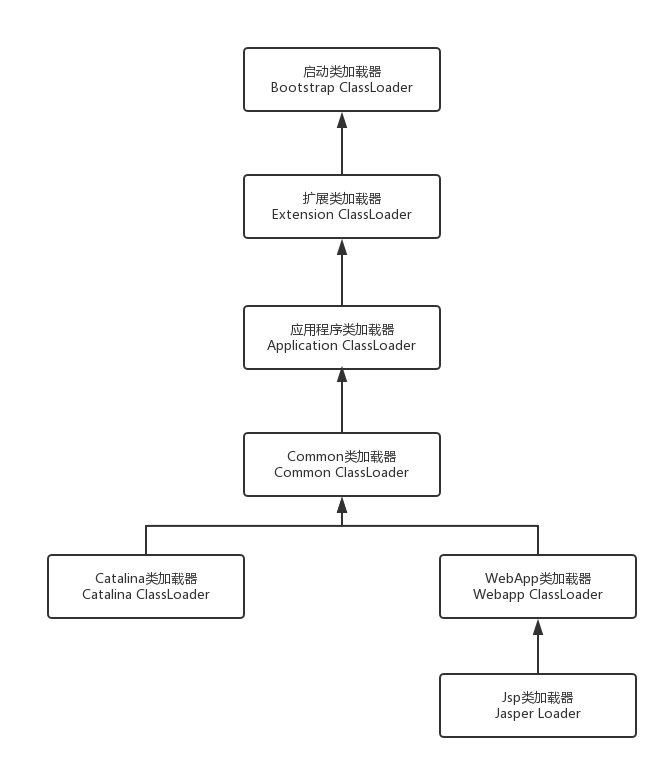 启动类加载器
Bootstrap ClassLoader
扩展类加载器
Extension ClassLoader
应用程序类加载器
Application ClassLoader
Common类加载器
Common ClassLoader
Catalina类加载器
Catalina ClassLoader
WebApp类加载器
Webapp ClassLoader
Jsp类加载器
Jasper Loader